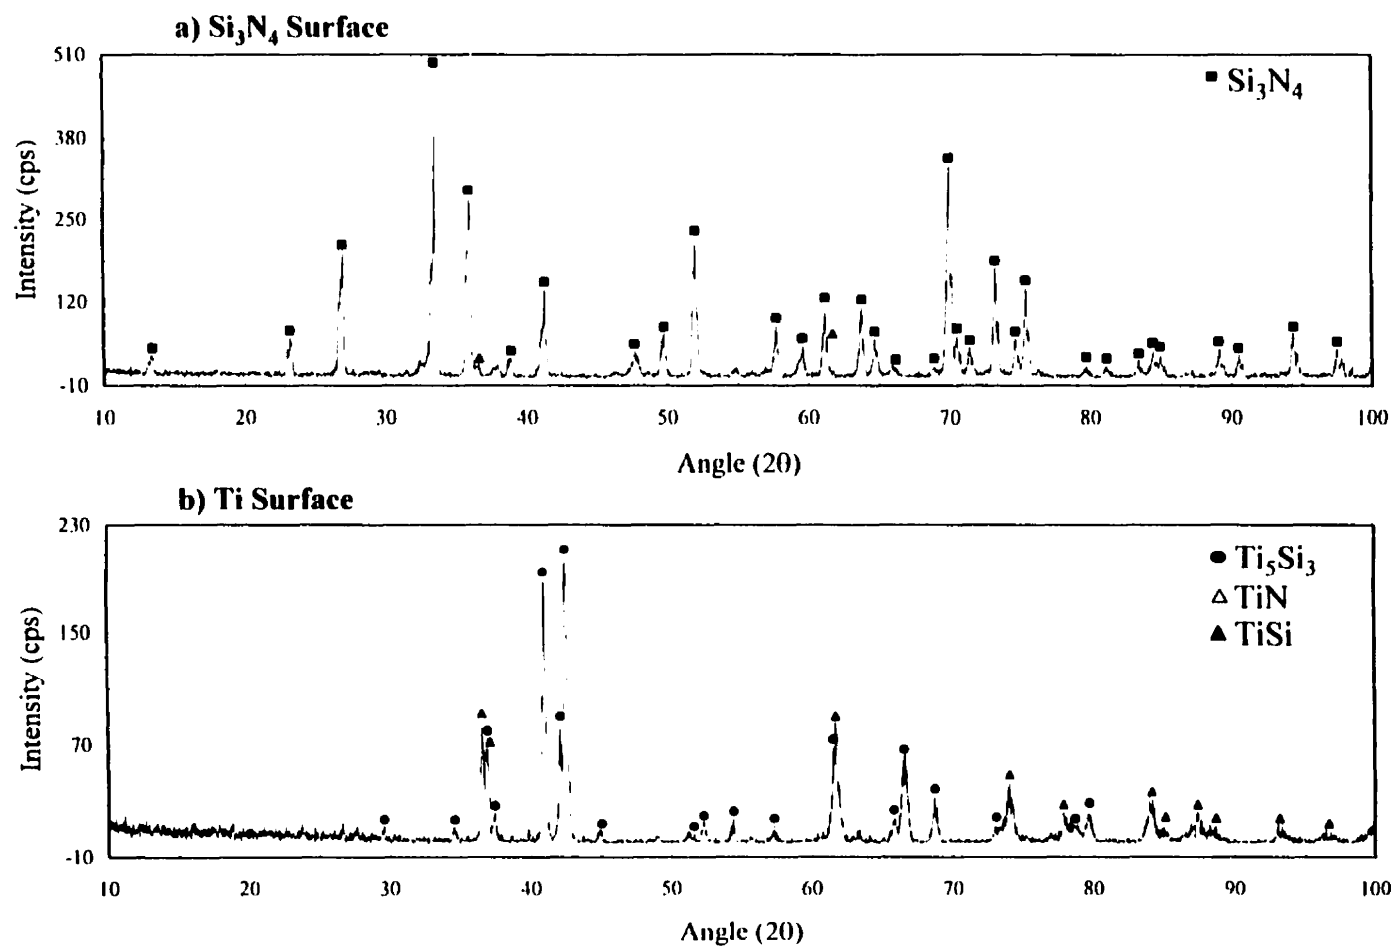 a) Si₃N₄ Surface
510
■ Si₃N₄
380
250
120
-10
Intensity (cps)
10 20 30 40 50 60 70 80 90 100
Angle (2θ)
b) Ti Surface
230
● Ti₅Si₃
△ TiN
▲ TiSi
150
70
-10
Intensity (cps)
10 20 30 40 50 60 70 80 90 100
Angle (2θ)